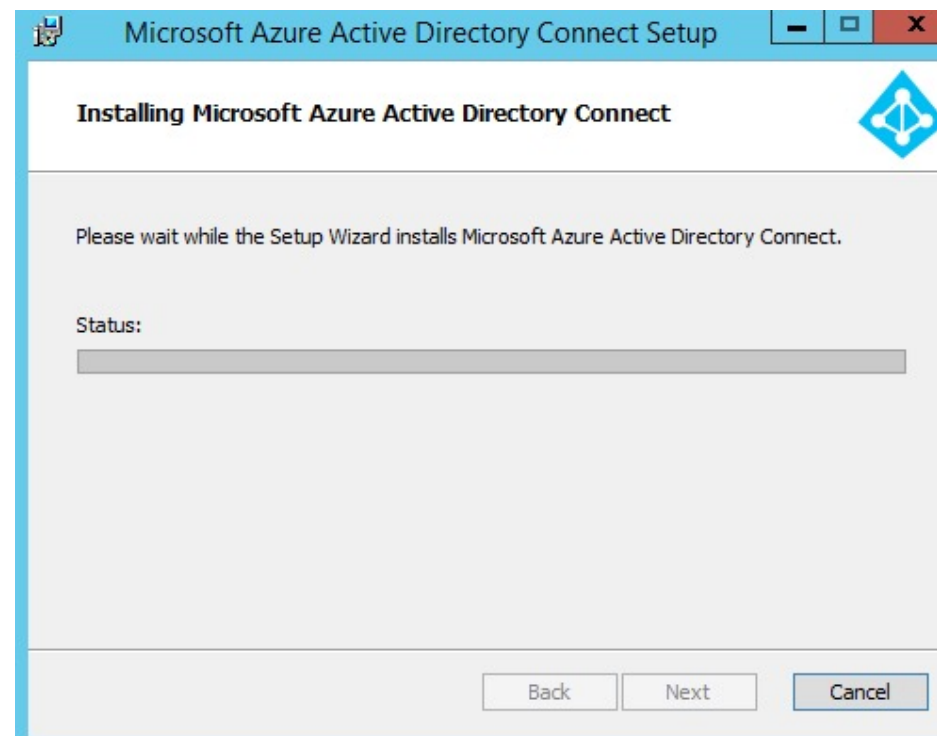 Microsoft Azure Active Directory Connect Setup
Installing Microsoft Azure Active Directory Connect
Please wait while the Setup Wizard installs Microsoft Azure Active Directory Connect.
Status:
Back Next Cancel